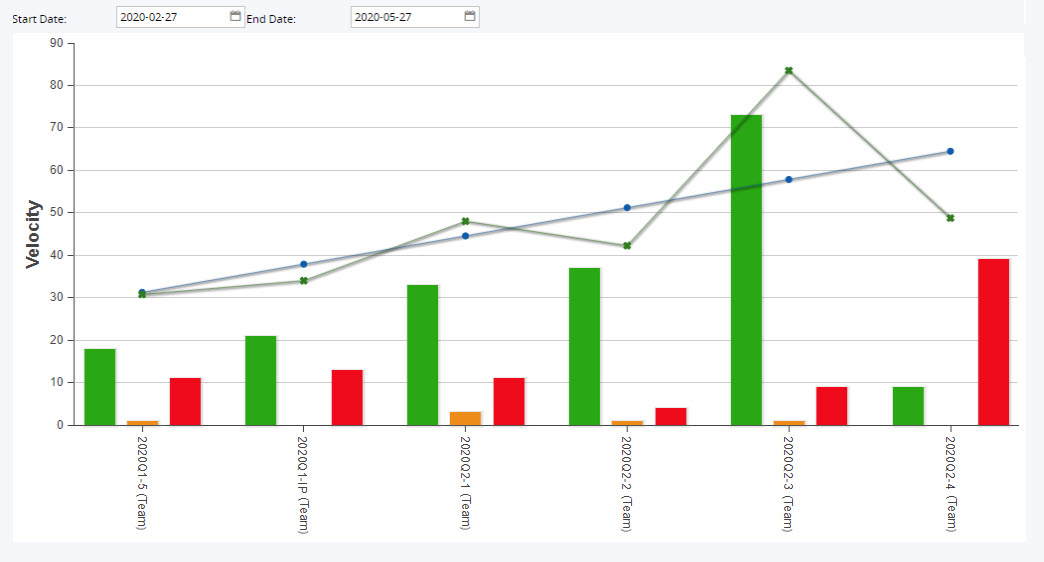 Start Date: 2020-02-27 End Date: 2020-05-27
90
80
70
60
50
40
30
20
10
0
Velocity
2020Q1-5 (Team)
2020Q1-IP (Team)
2020Q2-1 (Team)
2020Q2-2 (Team)
2020Q2-3 (Team)
2020Q2-4 (Team)